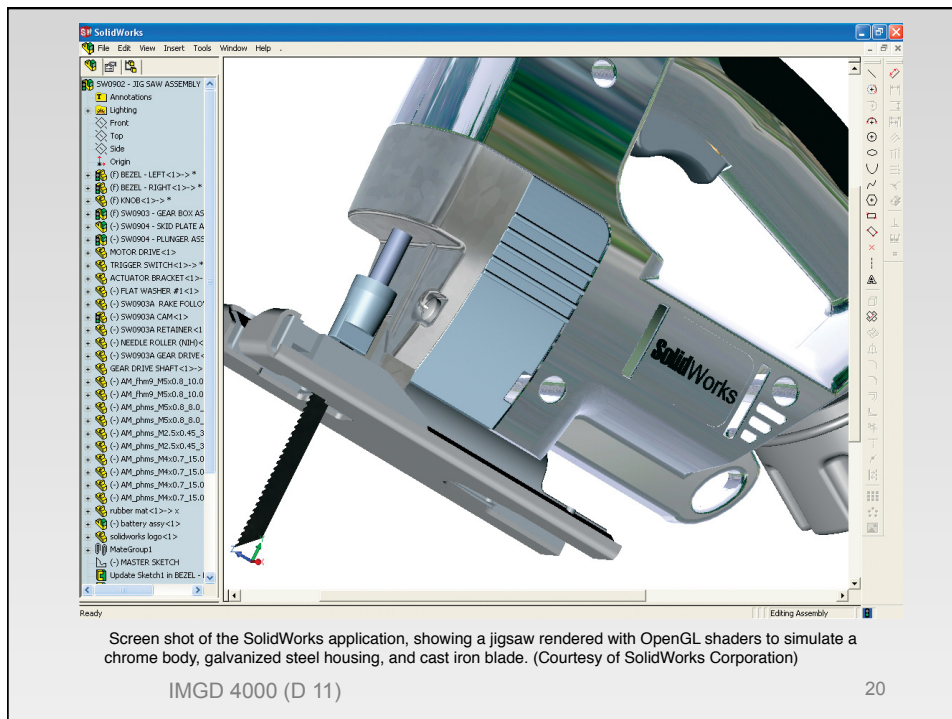 SolidWorks
File Edit View Insert Tools Window Help .
SW0902 - JIG SAW ASSEMBLY
Annotations
Lighting
Front
Top
Side
Origin
(f) BEZEL - LEFT<1>-> *
(f) BEZEL - RIGHT<1>-> *
(f) KNOB<1>-> *
(f) SW0903 - GEAR BOX AS
(-) SW0904 - SKID PLATE A
(-) SW0904 - PLUNGER ASS
MOTOR DRIVE<1>
TRIGGER SWITCH<1>-> *
ACTUATOR BRACKET<1>-
(-) FLAT WASHER #1<1>
(-) SW0903A RAKE FOLLO
(-) SW0903A CAM<1>
(-) SW0903A RETAINER<1
(-) NEEDLE ROLLER (NIH)<
(-) SW0903A GEAR DRIVE<
GEAR DRIVE SHAFT<1>->
(-) AM_fhm9_M5x0.8_10.0
(-) AM_fhm9_M5x0.8_10.0
(-) AM_phms_M5x0.8_8.0_
(-) AM_phms_M5x0.8_8.0_
(-) AM_phms_M2.5x0.45_3
(-) AM_phms_M2.5x0.45_3
(-) AM_phms_M4x0.7_15.0
(-) AM_phms_M4x0.7_15.0
(-) AM_phms_M4x0.7_15.0
(-) AM_phms_M4x0.7_15.0
rubber mat<1>-> x
(-) battery assy<1>
solidworks logo<1>
MateGroup1
(-) MASTER SKETCH
Update Sketch1 in BEZEL -
SolidWorks
Ready
Editing Assembly
Screen shot of the SolidWorks application, showing a jigsaw rendered with OpenGL shaders to simulate a
chrome body, galvanized steel housing, and cast iron blade. (Courtesy of SolidWorks Corporation)
IMGD 4000 (D 11)
20